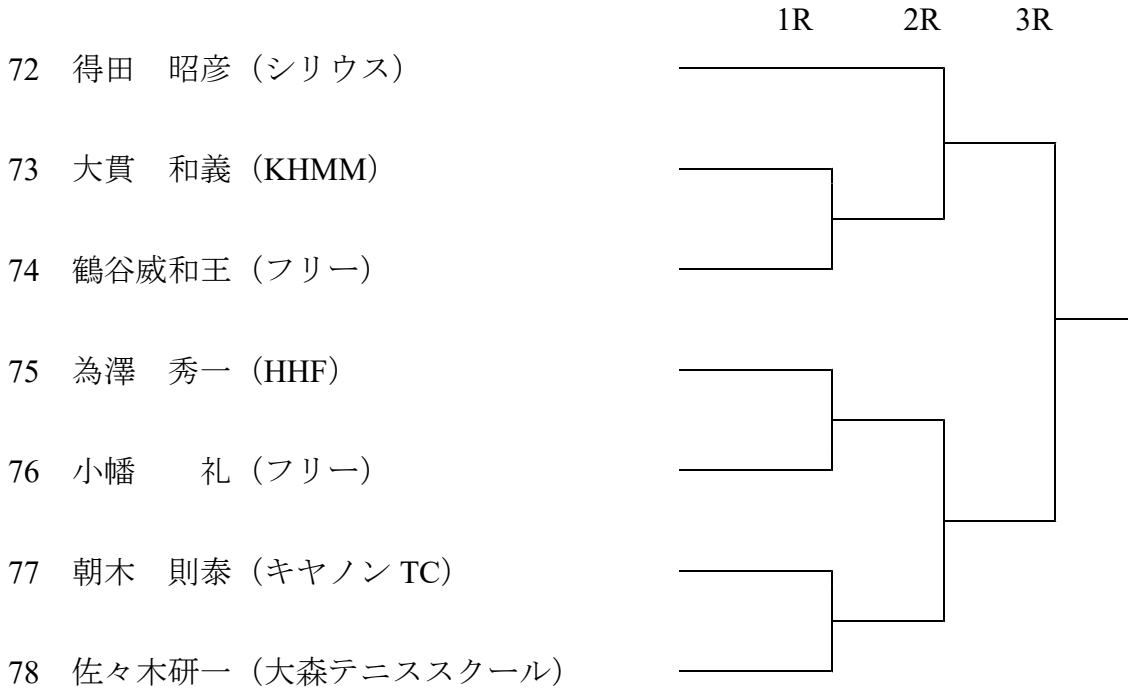 1R 2R 3R
72 得田 昭彦（シリウス）
73 大貫 和義（KHMM）
74 鶴谷威和王（フリー）
75 為澤 秀一（HHF）
76 小幡 礼（フリー）
77 朝木 則泰（キヤノン TC）
78 佐々木研一（大森テニススクール）